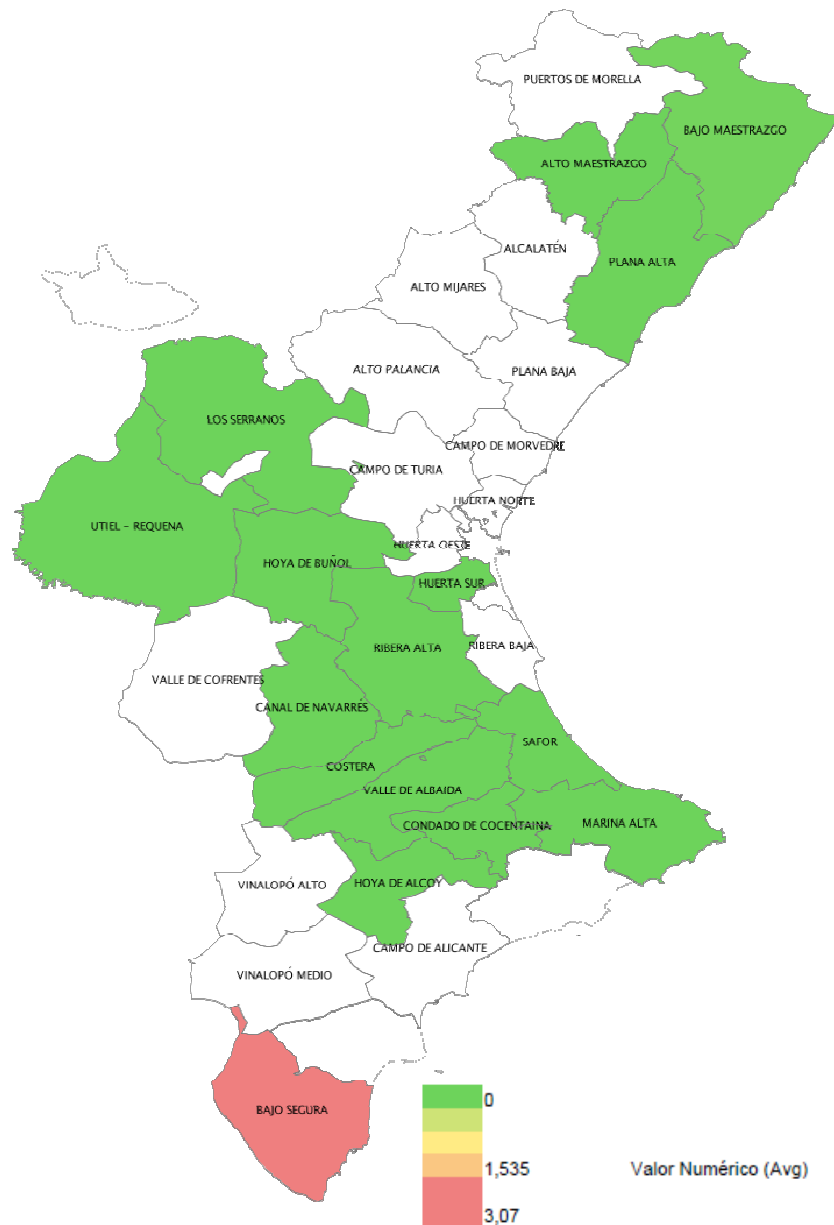 PUERTOS DE MORELLA
BAJO MAESTRAZGO
ALTO MAESTRAZGO
ALCALATÉN
PLANA ALTA
ALTO MIJARES
ALTO PALANCIA
PLANA BAJA
LOS SERRANOS
CAMPO DE MORVEDRE
CAMPO DE TURIA
HUERTA NORTE
UTIEL - REQUENA
HUERTA OESTE
HOYA DE BUÑOL
HUERTA SUR
RIBERA ALTA
RIBERA BAJA
VALLE DE COFRENTES
CANAL DE NAVARRÉS
SAFOR
COSTERA
VALLE DE ALBAIDA
CONDADO DE COCENTAINA
MARINA ALTA
VINALOPÓ ALTO
HOYA DE ALCOY
CAMPO DE ALICANTE
VINALOPÓ MEDIO
BAJO SEGURA
0
1,535
Valor Numérico (Avg)
3,07